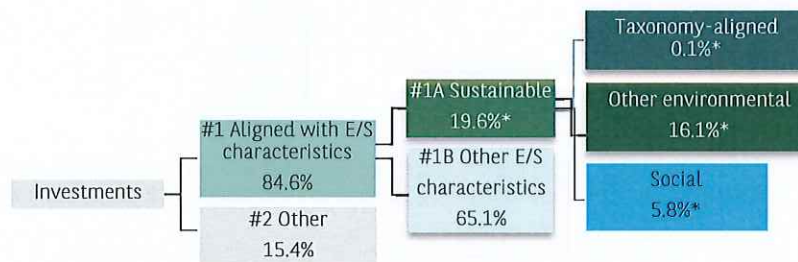 Investments
#1 Aligned with E/S
characteristics
84.6%
#2 Other
15.4%
#1A Sustainable
19.6%*
#1B Other E/S
characteristics
65.1%
Taxonomy-aligned
0.1%*
Other environmental
16.1%*
Social
5.8%*